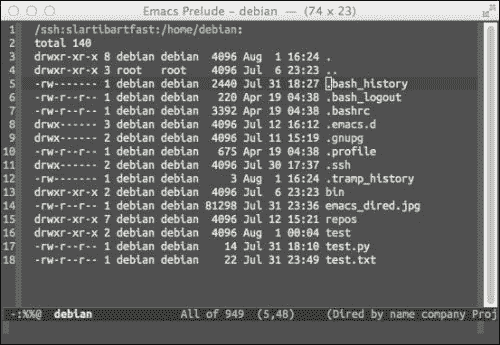 Emacs Prelude - debian — (74 x 23)
1 /ssh:slartibartfast:/home/debian:
2 total 140
3 drwxr-xr-x 8 debian debian 4096 Aug 1 16:24 .
4 drwxr-xr-x 3 root root 4096 Jul 6 23:23 ..
5 -rw------- 1 debian debian 2440 Jul 31 18:27 .bash_history
6 -rw-r--r-- 1 debian debian 220 Apr 19 04:38 .bash_logout
7 -rw-r--r-- 1 debian debian 3392 Apr 19 04:38 .bashrc
8 drwx------ 3 debian debian 4096 Jul 12 16:12 .emacs.d
9 drwx------ 2 debian debian 4096 Jul 11 15:19 .gnupg
10 -rw-r--r-- 1 debian debian 675 Apr 19 04:38 .profile
11 drwx------ 2 debian debian 4096 Jul 30 17:37 .ssh
12 -rw------- 1 debian debian 3 Aug 1 16:24 .tramp_history
13 drwxr-xr-x 2 debian debian 4096 Jul 6 23:23 bin
14 -rw-r--r-- 1 debian debian 81298 Jul 31 23:36 emacs_dired.jpg
15 drwxr-xr-x 7 debian debian 4096 Jul 12 15:21 repos
16 drwxr-xr-x 2 debian debian 4096 Aug 1 00:04 test
17 -rw-r--r-- 1 debian debian 14 Jul 31 18:10 test.py
18 -rw-r--r-- 1 debian debian 22 Jul 31 23:49 test.txt
-:%%@ debian All of 949 (5,48) (Dired by name company Proj